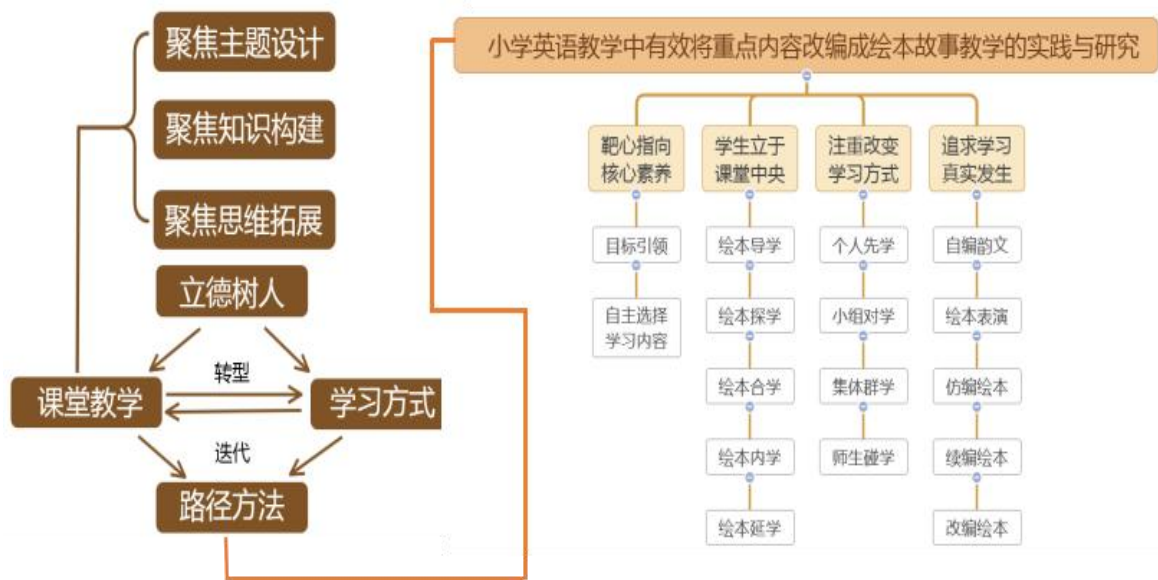 聚焦主题设计
聚焦知识构建
聚焦思维拓展
立德树人
转型
课堂教学
学习方式
迭代
路径方法
小学英语教学中有效将重点内容改编成绘本故事教学的实践与研究
靶心指向
核心素养
目标引领
自主选择
学习内容
学生立于
课堂中央
绘本导学
绘本探学
绘本合学
绘本内学
绘本延学
注重改变
学习方式
个人先学
小组对学
集体群学
师生碰学
追求学习
真实发生
自编韵文
绘本表演
仿编绘本
续编绘本
改编绘本